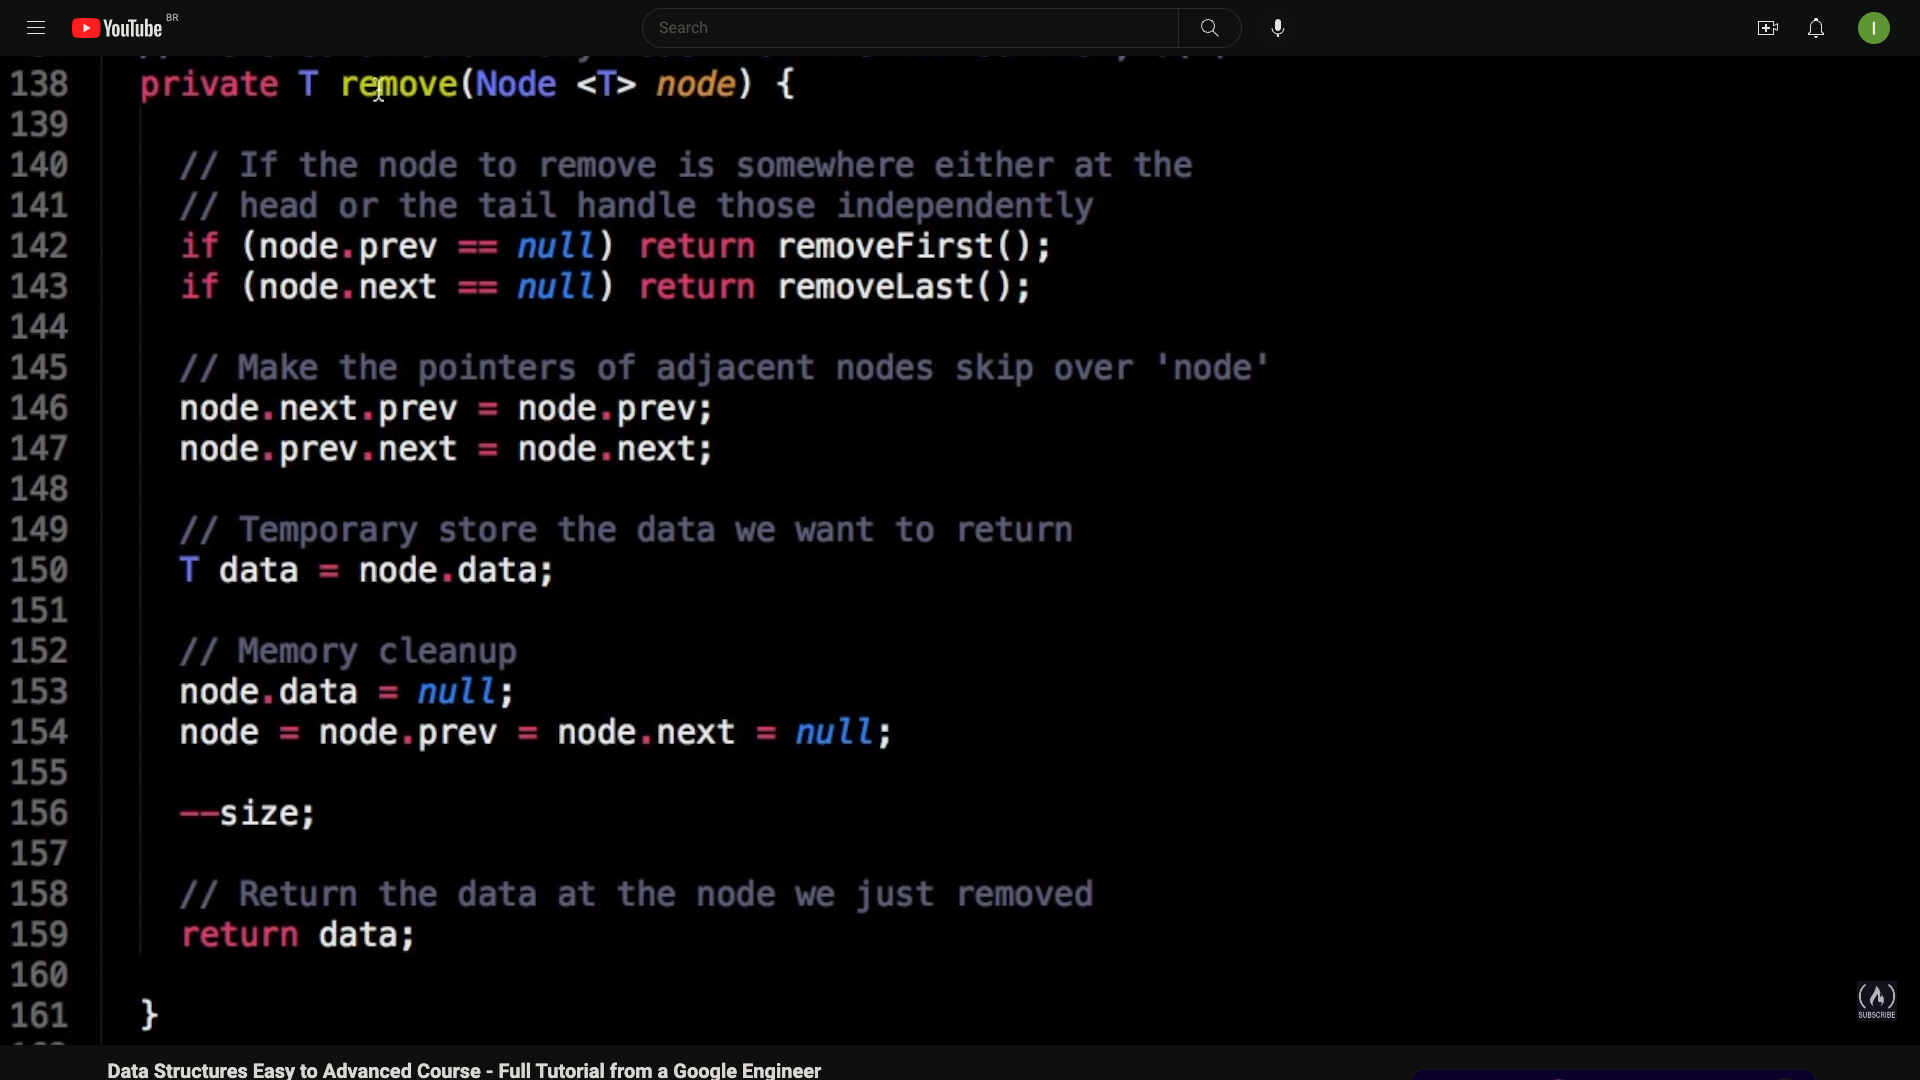 YouTube BR
Search
I
138 private T remove(Node <T> node) {
139
140 // If the node to remove is somewhere either at the
141 // head or the tail handle those independently
142 if (node.prev == null) return removeFirst();
143 if (node.next == null) return removeLast();
144
145 // Make the pointers of adjacent nodes skip over 'node'
146 node.next.prev = node.prev;
147 node.prev.next = node.next;
148
149 // Temporary store the data we want to return
150 T data = node.data;
151
152 // Memory cleanup
153 node.data = null;
154 node = node.prev = node.next = null;
155
156 --size;
157
158 // Return the data at the node we just removed
159 return data;
160
161 }
SUBSCRIBE
Data Structures Easy to Advanced Course - Full Tutorial from a Google Engineer